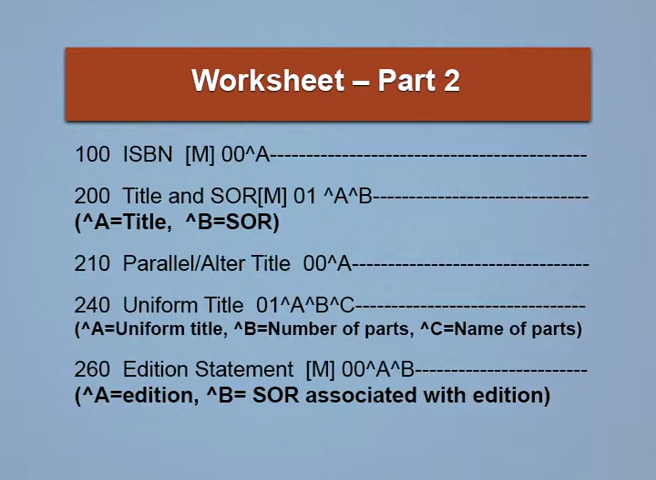 Worksheet – Part 2
100 ISBN [M] 00^A--------------------------------------------
200 Title and SOR[M] 01 ^A^B------------------------------
(^A=Title, ^B=SOR)
210 Parallel/Alter Title 00^A---------------------------------
240 Uniform Title 01^A^B^C--------------------------------
(^A=Uniform title, ^B=Number of parts, ^C=Name of parts)
260 Edition Statement [M] 00^A^B------------------------
(^A=edition, ^B= SOR associated with edition)